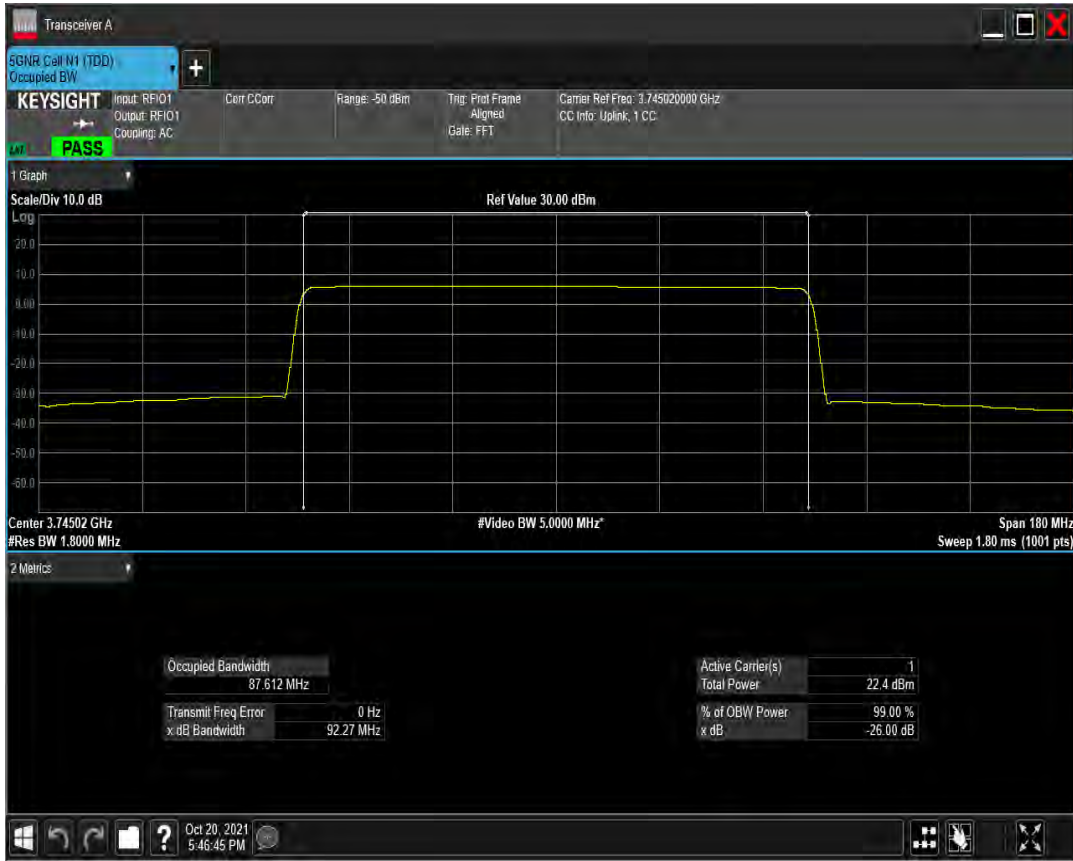 Transceiver A
5GNR Cell N1 (TDD)
Occupied BW
+
KEYSIGHT
Input: RFIO1
Output: RFIO1
Coupling: AC
Corr CCorr
Range: -50 dBm
Trig: Prot Frame
Aligned
Gate: FFT
Carrier Ref Freq: 3.745020000 GHz
CC Info: Uplink, 1 CC
PASS
1 Graph
Scale/Div 10.0 dB
Ref Value 30.00 dBm
Log
20.0
10.0
0.00
-10.0
-20.0
-30.0
-40.0
-50.0
-60.0
Center 3.74502 GHz
#Video BW 5.0000 MHz*
Span 180 MHz
#Res BW 1.8000 MHz
Sweep 1.80 ms (1001 pts)
2 Metrics
Occupied Bandwidth
87.612 MHz
Transmit Freq Error 0 Hz
x dB Bandwidth 92.27 MHz
Active Carrier(s) 1
Total Power 22.4 dBm
% of OBW Power 99.00 %
x dB -26.00 dB
?
Oct 20, 2021
5:46:45 PM